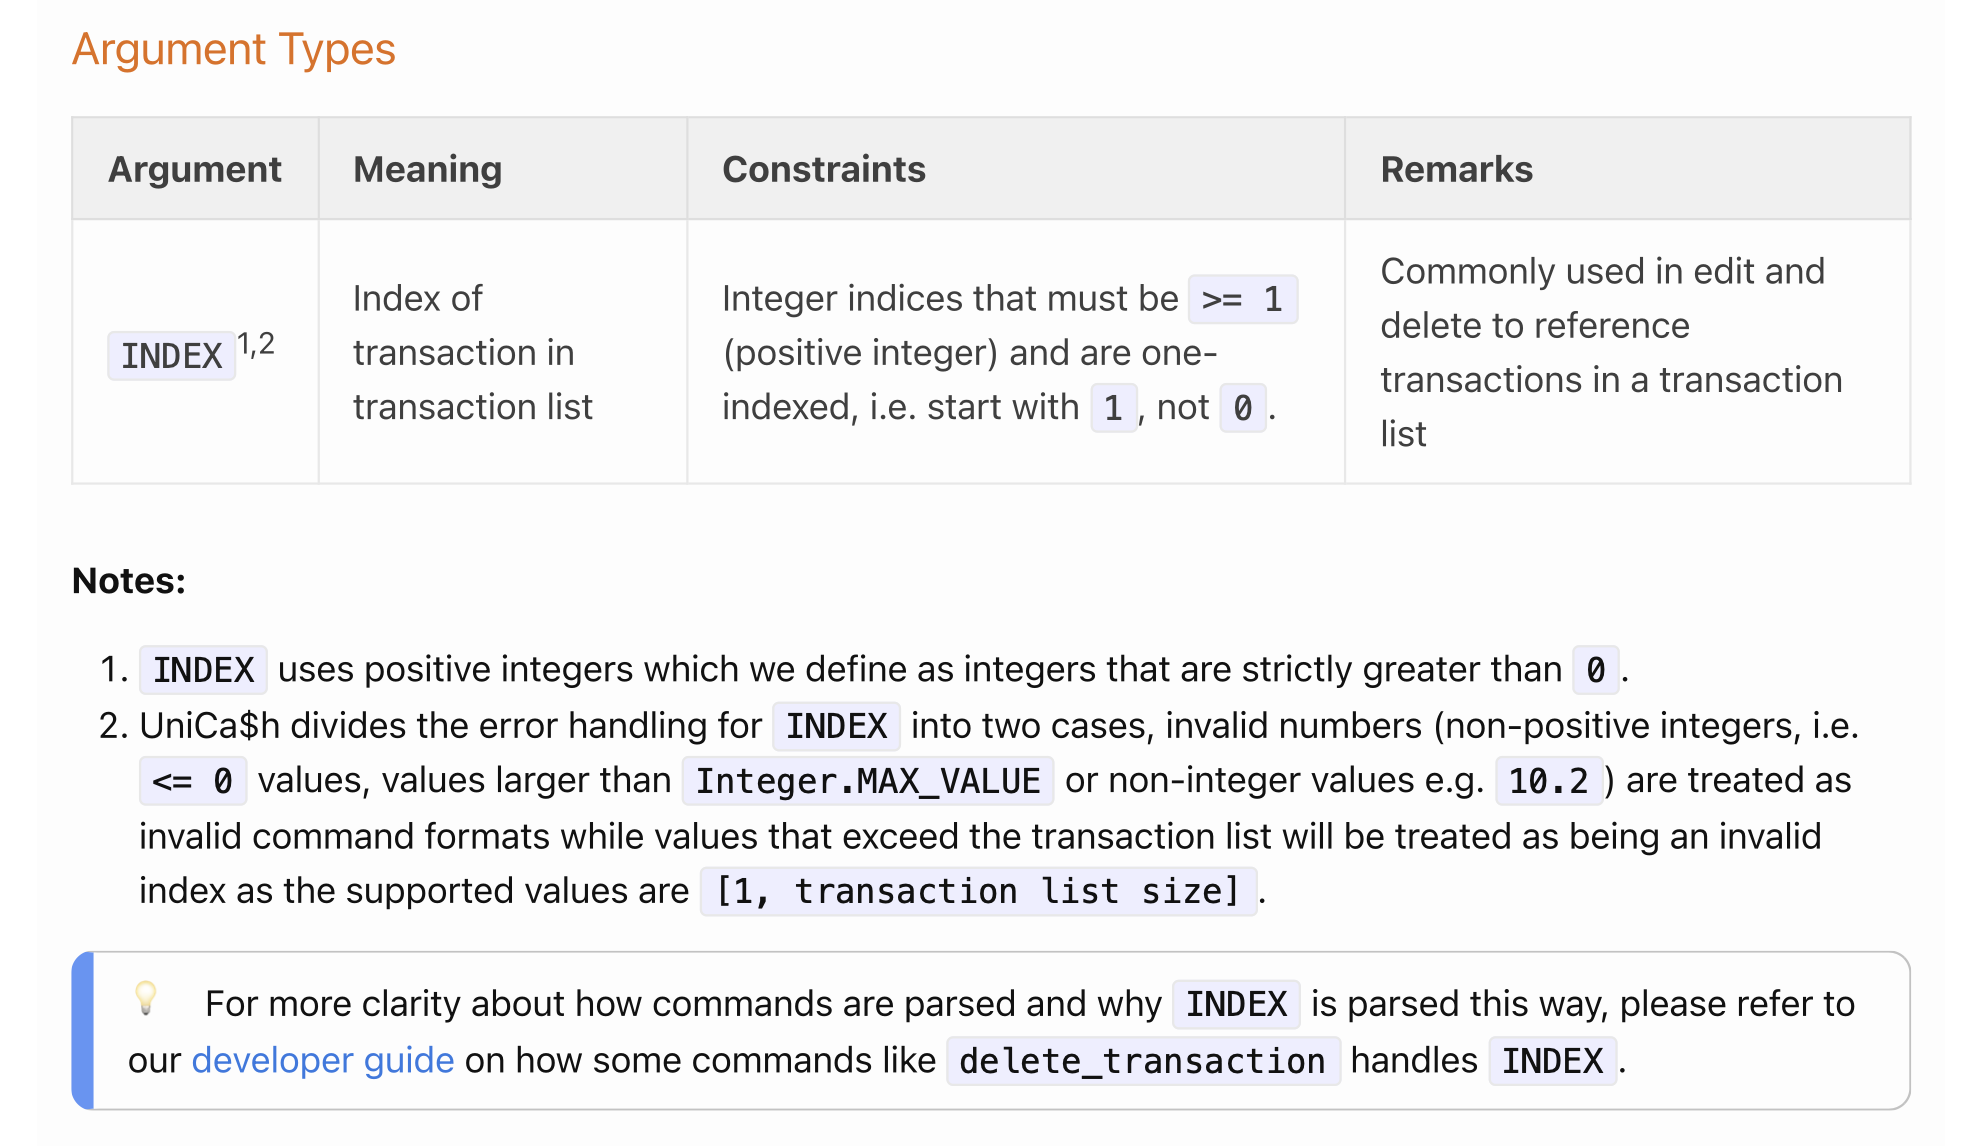 Argument Types
Argument
Meaning
Constraints
Remarks
INDEX1,2
Index of
transaction in
transaction list
Integer indices that must be >= 1
(positive integer) and are one-
indexed, i.e. start with 1, not 0.
Commonly used in edit and
delete to reference
transactions in a transaction
list
Notes:
1. INDEX uses positive integers which we define as integers that are strictly greater than 0.
2. UniCa$h divides the error handling for INDEX into two cases, invalid numbers (non-positive integers, i.e.
<= 0 values, values larger than Integer.MAX_VALUE or non-integer values e.g. 10.2) are treated as
invalid command formats while values that exceed the transaction list will be treated as being an invalid
index as the supported values are [1, transaction list size].
For more clarity about how commands are parsed and why INDEX is parsed this way, please refer to
our developer guide on how some commands like delete_transaction handles INDEX.